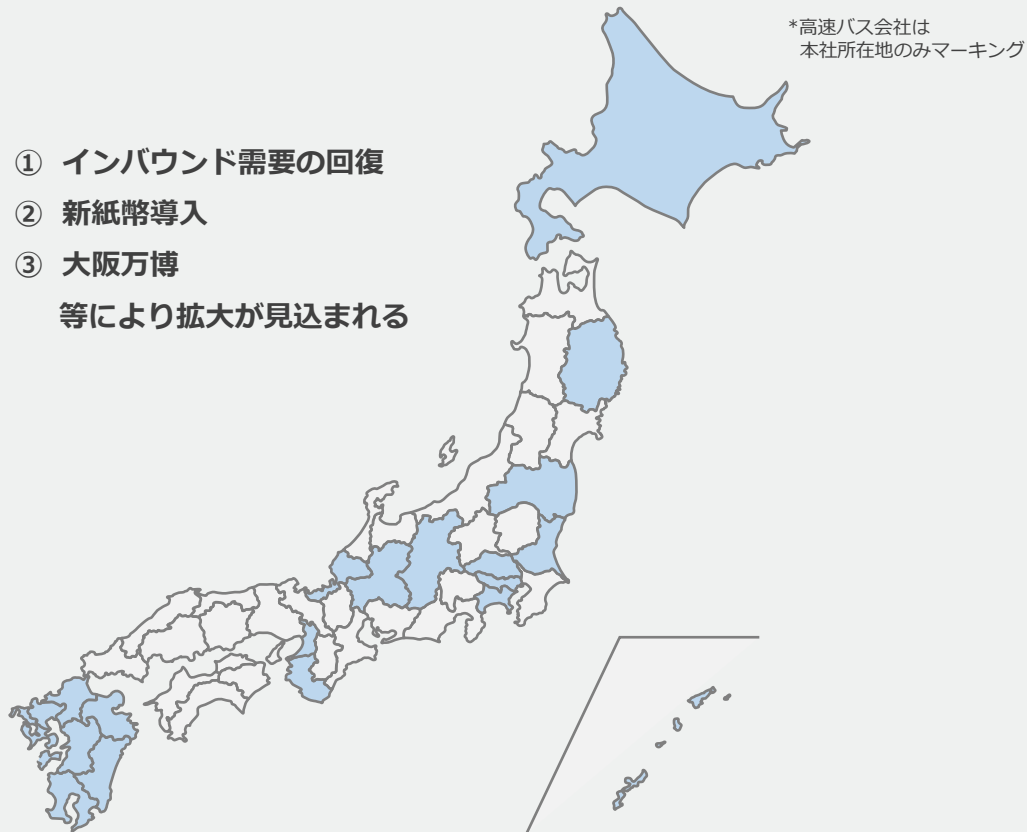 *高速バス会社は
本社所在地のみマーキング
① インバウンド需要の回復
② 新紙幣導入
③ 大阪万博
等により拡大が見込まれる